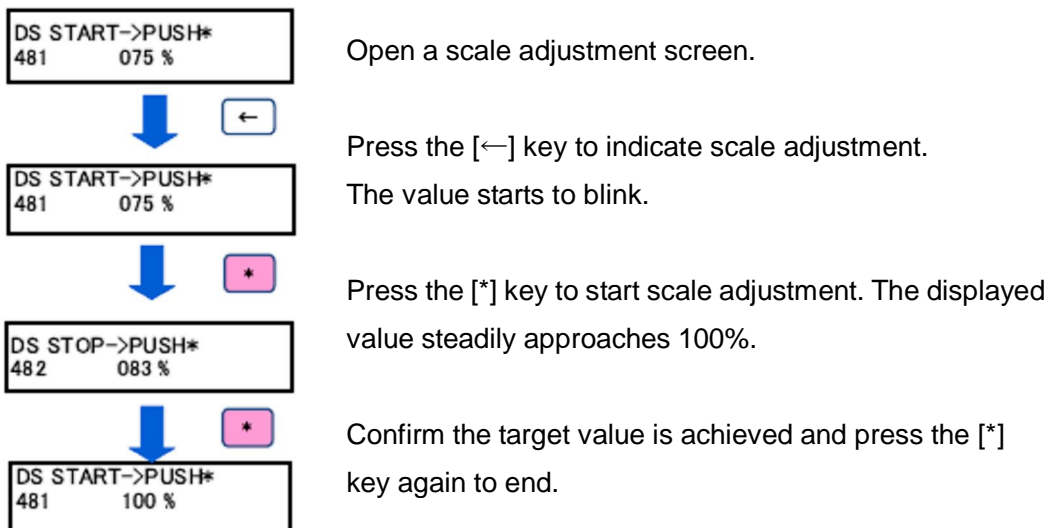 DS START->PUSH*
481 075 %
Open a scale adjustment screen.
←
Press the [←] key to indicate scale adjustment.
The value starts to blink.
DS START->PUSH*
481 075 %
*
Press the [*] key to start scale adjustment. The displayed
value steadily approaches 100%.
DS STOP->PUSH*
482 083 %
*
Confirm the target value is achieved and press the [*]
key again to end.
DS START->PUSH*
481 100 %